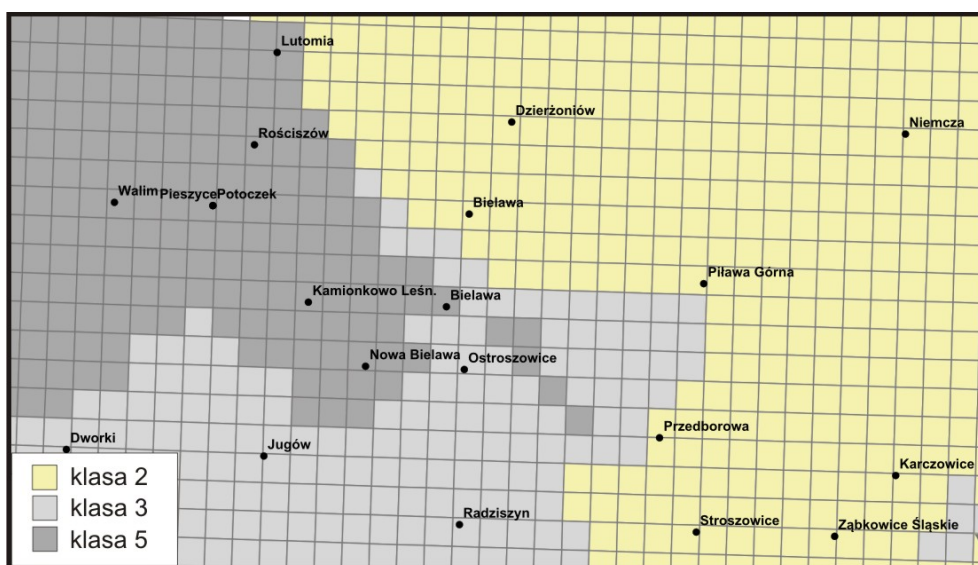 Lutomia
Dzierżoniów
Niemcza
Rościszów
Walim
Pieszyce
Potoczek
Bielawa
Piława Górna
Kamionkowo Leśn.
Bielawa
Nowa Bielawa
Ostroszowice
Przedborowa
Dworki
Jugów
Karczowice
klasa 2
klasa 3
klasa 5
Radziszyn
Stroszowice
Ząbkowice Śląskie